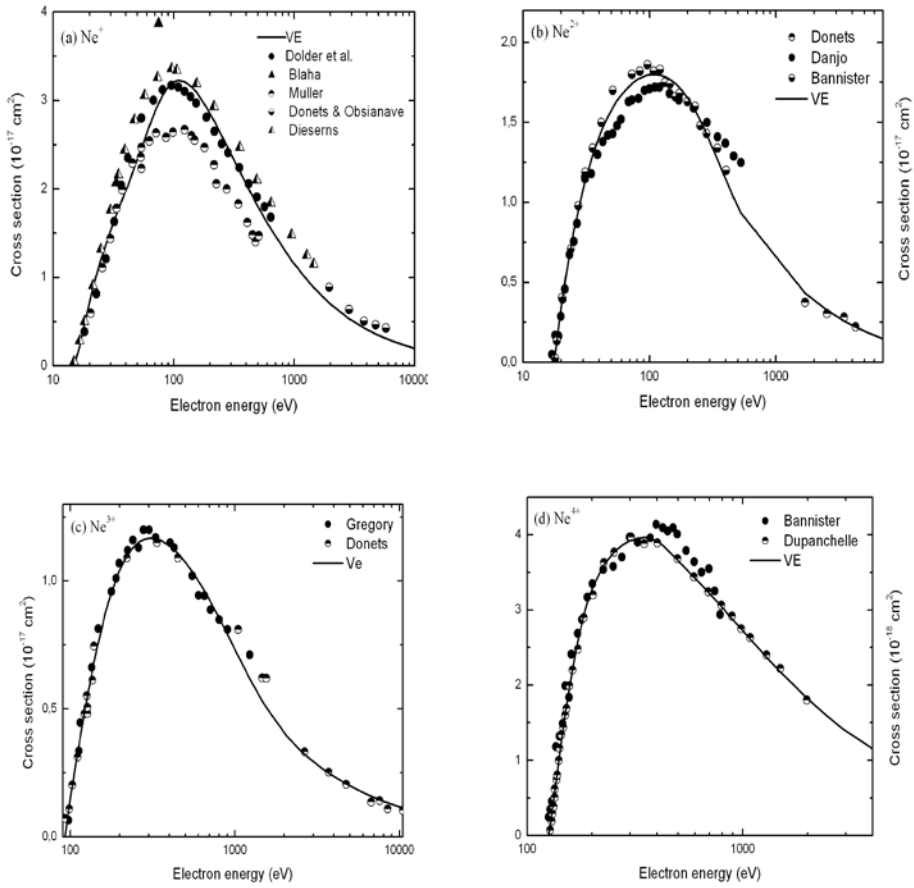 (a) Ne+
VE
Dolder et al.
Blaha
Muller
Donets & Obsianave
Dieserns
4
3
2
1
0
10
100
1000
10000
Electron energy (eV)
Cross section (10-17 cm2)
(b) Ne2+
Donets
Danjo
Bannister
VE
2,0
1,5
1,0
0,5
0,0
10
100
1000
Electron energy (eV)
Cross section (10-17 cm2)
(c) Ne3+
Gregory
Donets
Ve
1,0
0,5
0,0
100
1000
10000
Electron energy (eV)
Cross section (10-17 cm2)
(d) Ne4+
Bannister
Dupanchelle
VE
4
3
2
1
0
100
1000
Electron energy (eV)
Cross section (10-18 cm2)